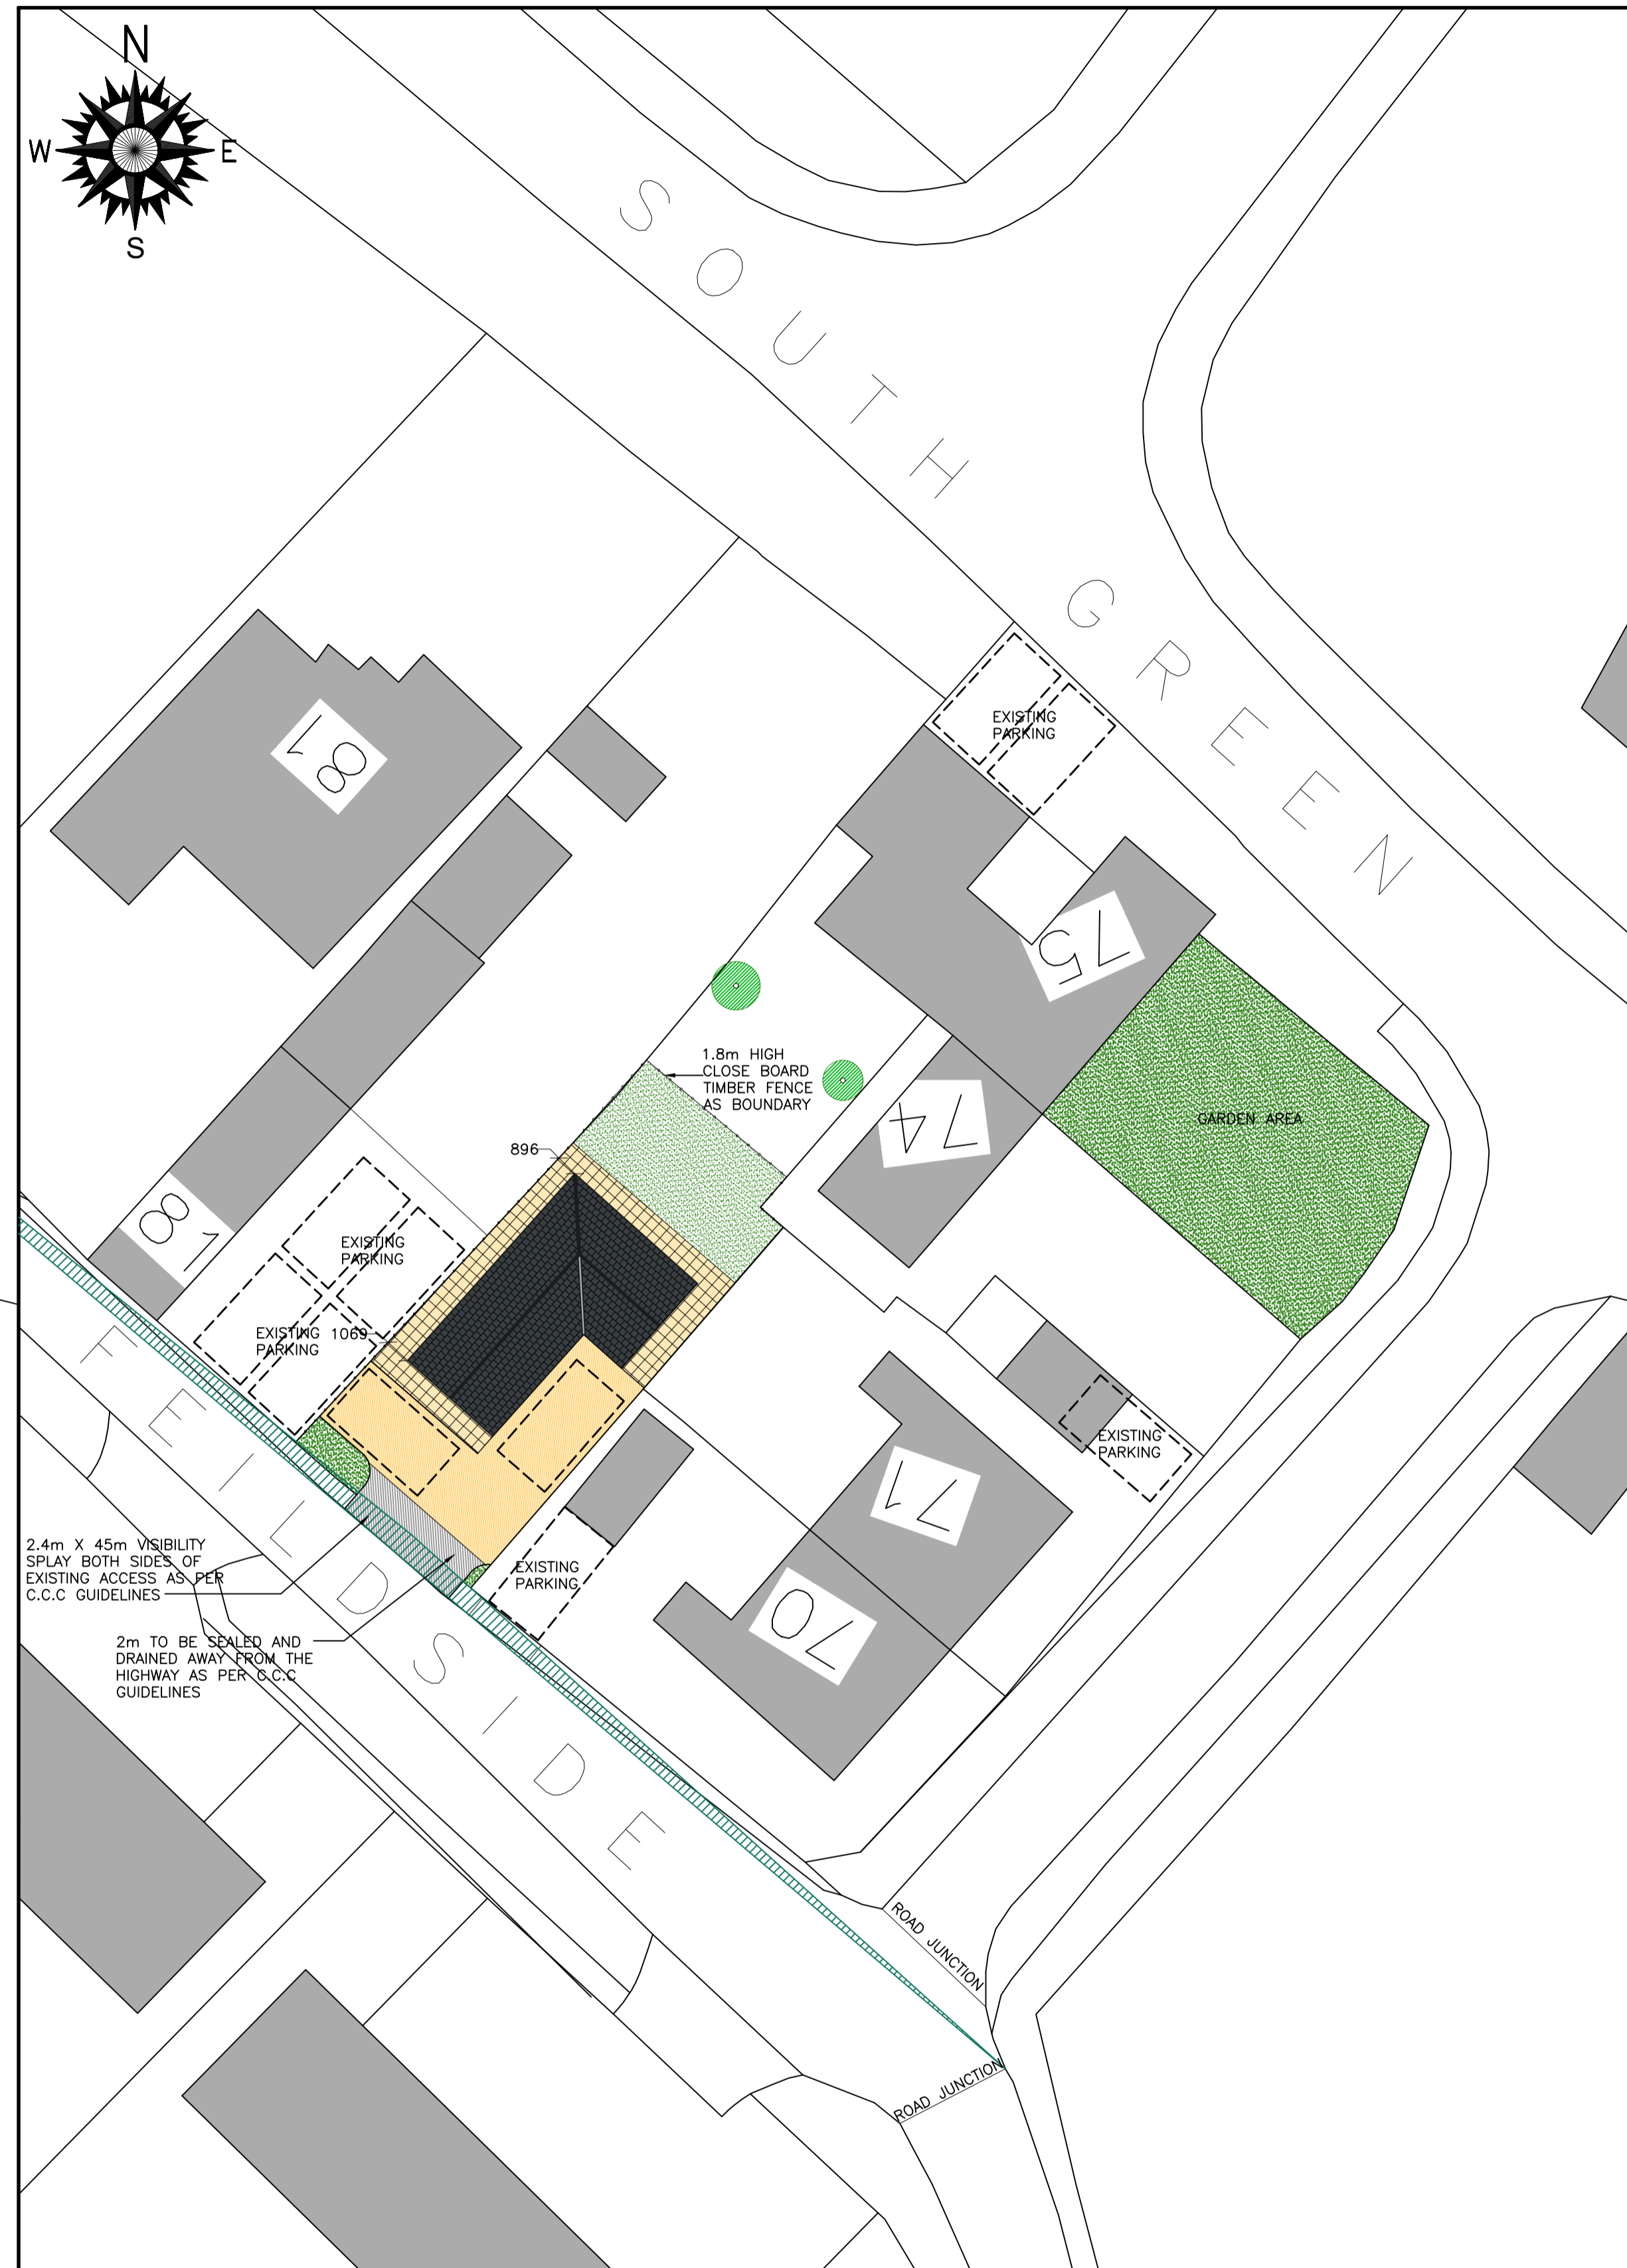 N
W
E
S
SOUTH GREEN
EXISTING
PARKING
81
75
1.8m HIGH
CLOSE BOARD
TIMBER FENCE
AS BOUNDARY
74
GARDEN AREA
896
81
EXISTING
PARKING
EXISTING
PARKING
1069
FEILDSIDE
EXISTING
PARKING
71
2.4m X 45m VISIBILITY
SPLAY BOTH SIDES OF
EXISTING ACCESS AS PER
C.C.C GUIDELINES
EXISTING
PARKING
70
2m TO BE SEALED AND
DRAINED AWAY FROM THE
HIGHWAY AS PER C.C.C
GUIDELINES
ROAD JUNCTION
ROAD JUNCTION